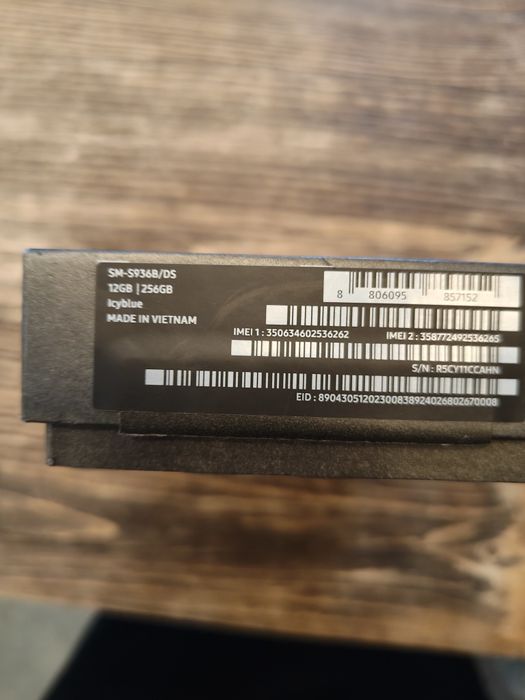 SM-S936B/DS
12GB | 256GB
Icyblue
MADE IN VIETNAM
8 806095 857152
IMEI 1 : 350634602536262 IMEI 2 : 358772492536265
S/N : R5CY11CCAHN
EID : 89043051202300838924026802670008